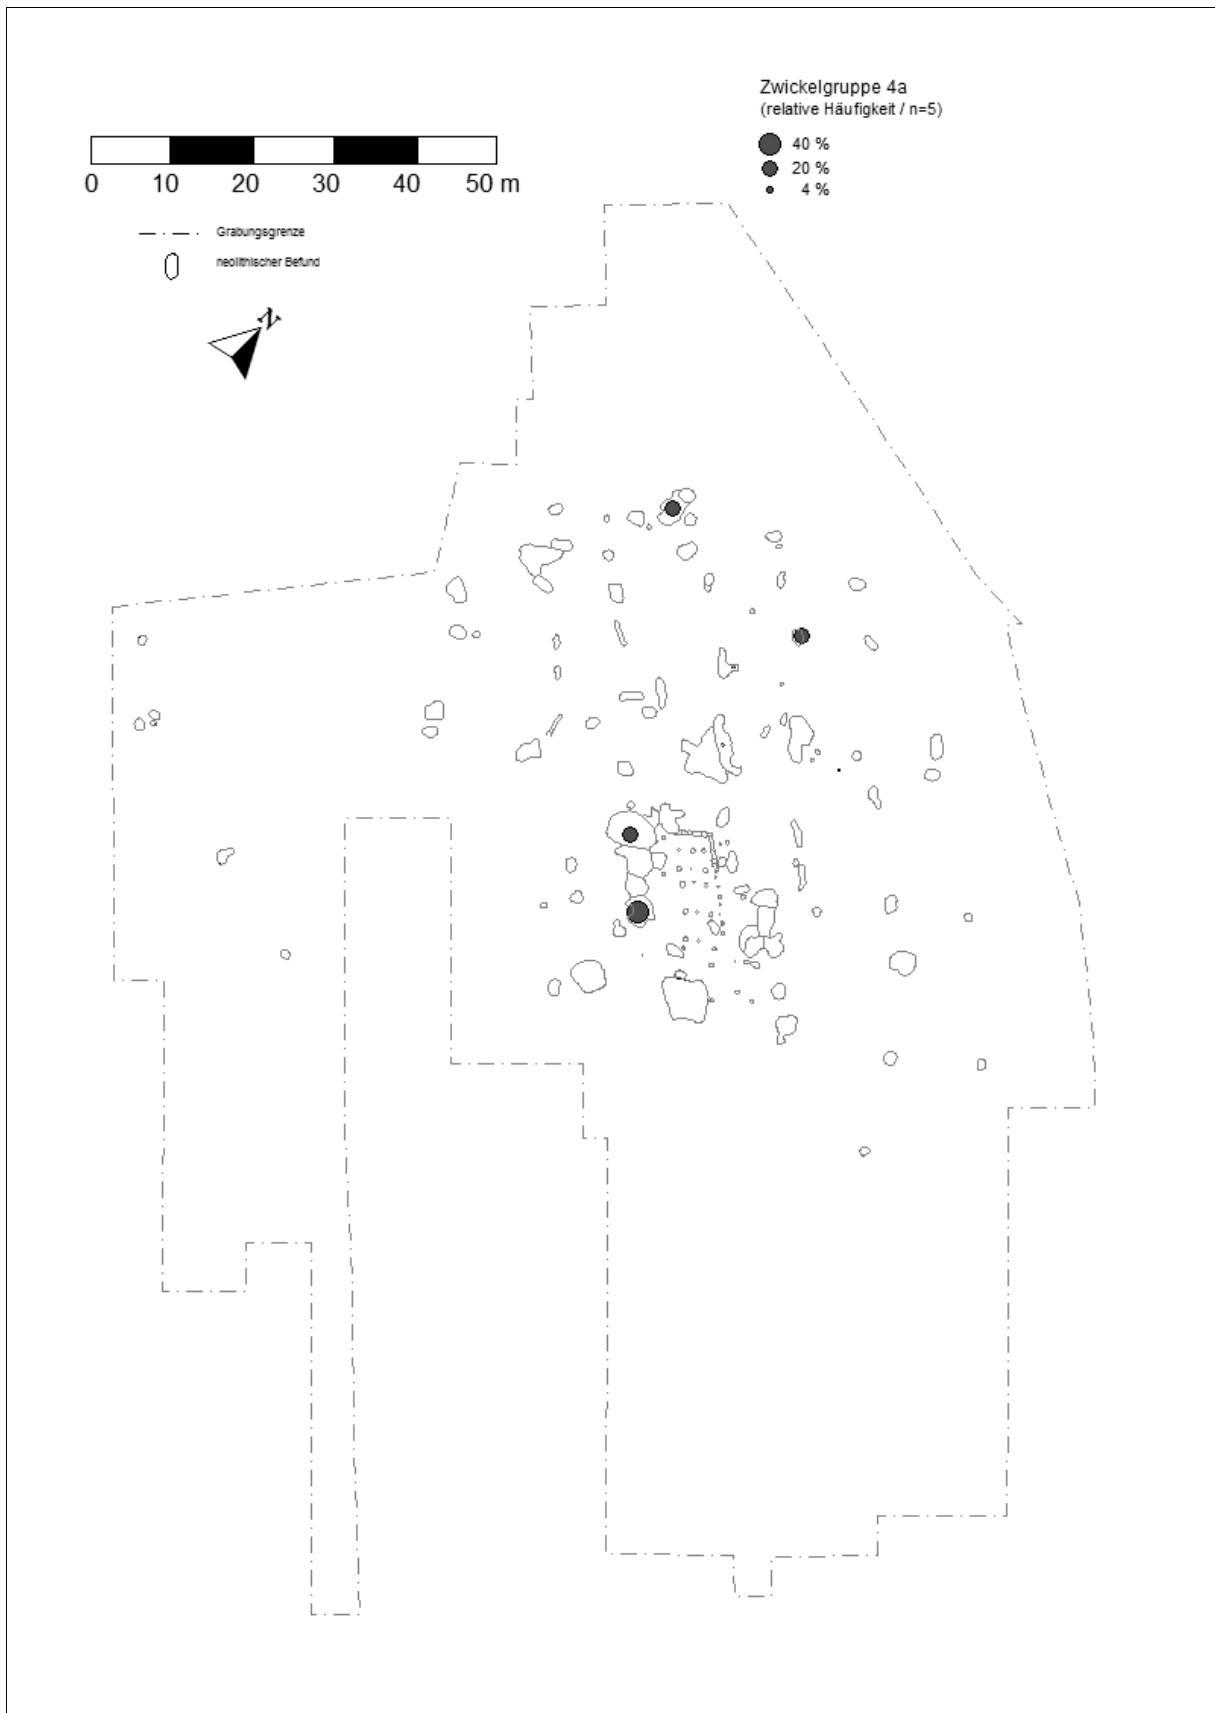 Zwickelgruppe 4a
(relative Häufigkeit / n=5)
40 %
20 %
4 %
0 10 20 30 40 50 m
Grabungsgrenze
neolithischer Befund
N